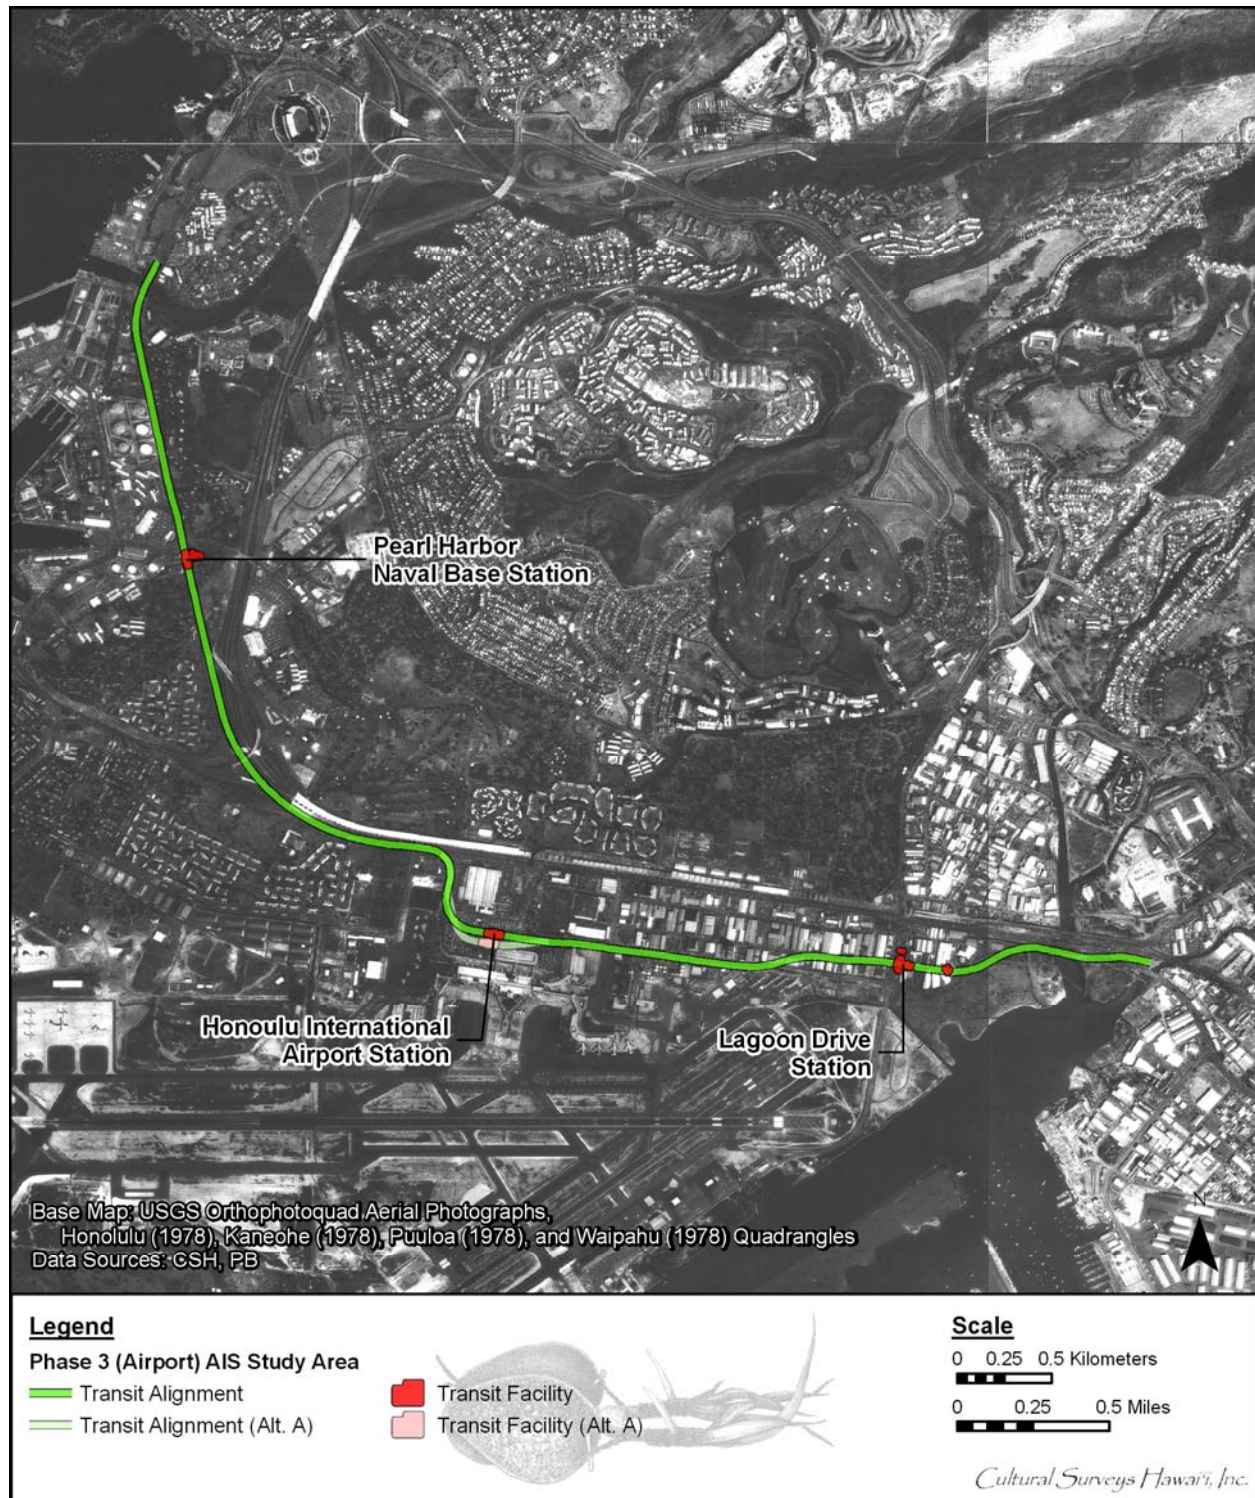 Pearl Harbor
Naval Base Station
Honoulu International
Airport Station
Lagoon Drive
Station
N
Base Map: USGS Orthophotoquad Aerial Photographs,
Honolulu (1978), Kaneohe (1978), Puuloa (1978), and Waipahu (1978) Quadrangles
Data Sources: CSH, PB
Legend
Phase 3 (Airport) AIS Study Area
Transit Alignment
Transit Alignment (Alt. A)
Transit Facility
Transit Facility (Alt. A)
Scale
0 0.25 0.5 Kilometers
0 0.25 0.5 Miles
Cultural Surveys Hawai‘i, Inc.